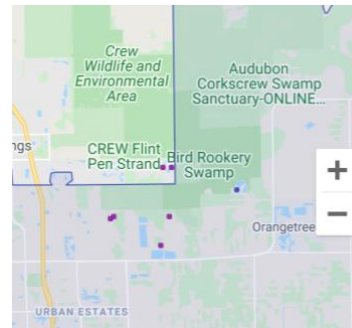 Crew
Wildlife and
Environmental
Area
Audubon
Corkscrew Swamp
Sanctuary-ONLINE...
ngs
CREW Flint
Pen Strand
Bird Rookery
Swamp
Orangetree
URBAN ESTATES
+
−